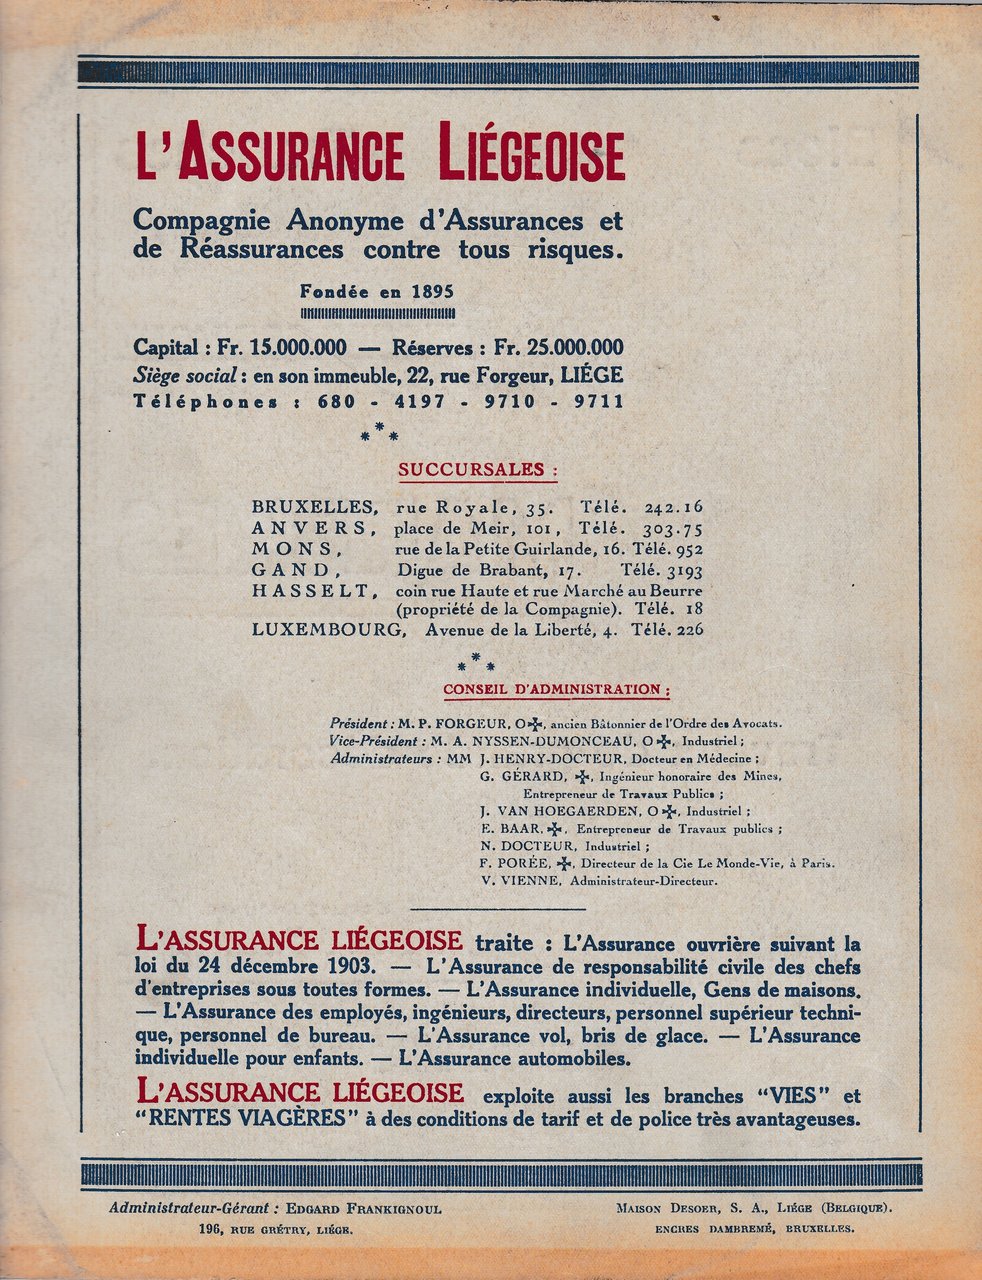 L'ASSURANCE LIÉGEOISE
Compagnie Anonyme d'Assurances et
de Réassurances contre tous risques.
Fondée en 1895
Capital : Fr. 15.000.000 — Réserves : Fr. 25.000.000
Siège social : en son immeuble, 22, rue Forgeur, LIÉGE
Téléphones : 680 - 4197 - 9710 - 9711
* * *
SUCCURSALES :
BRUXELLES, rue Royale, 35. Télé. 242.16
ANVERS, place de Meir, 101, Télé. 303.75
MONS, rue de la Petite Guirlande, 16. Télé. 952
GAND, Digue de Brabant, 17. Télé. 3193
HASSELT, coin rue Haute et rue Marché au Beurre
(propriété de la Compagnie). Télé. 18
LUXEMBOURG, Avenue de la Liberté, 4. Télé. 226
* * *
CONSEIL D'ADMINISTRATION :
Président : M. P. FORGEUR, O✠, ancien Bâtonnier de l'Ordre des Avocats.
Vice-Président : M. A. NYSSEN-DUMONCEAU, O✠, Industriel ;
Administrateurs : MM J. HENRY-DOCTEUR, Docteur en Médecine ;
G. GÉRARD, ✠, Ingénieur honoraire des Mines,
Entrepreneur de Travaux Publics ;
J. VAN HOEGAERDEN, O✠, Industriel ;
E. BAAR, ✠, Entrepreneur de Travaux publics ;
N. DOCTEUR, Industriel ;
F. PORÉE, ✠, Directeur de la Cie Le Monde-Vie, à Paris.
V. VIENNE, Administrateur-Directeur.
L'ASSURANCE LIÉGEOISE traite : L'Assurance ouvrière suivant la
loi du 24 décembre 1903. — L'Assurance de responsabilité civile des chefs
d'entreprises sous toutes formes. — L'Assurance individuelle, Gens de maisons.
— L'Assurance des employés, ingénieurs, directeurs, personnel supérieur techni-
que, personnel de bureau. — L'Assurance vol, bris de glace. — L'Assurance
individuelle pour enfants. — L'Assurance automobiles.
L'ASSURANCE LIÉGEOISE exploite aussi les branches "VIES" et
"RENTES VIAGÈRES" à des conditions de tarif et de police très avantageuses.
Administrateur-Gérant : EDGARD FRANKIGNOUL
196, RUE GRÉTRY, LIÉGE.
MAISON DESOER, S. A., LIÉGE (BELGIQUE).
ENCRES DAMBREMÉ, BRUXELLES.